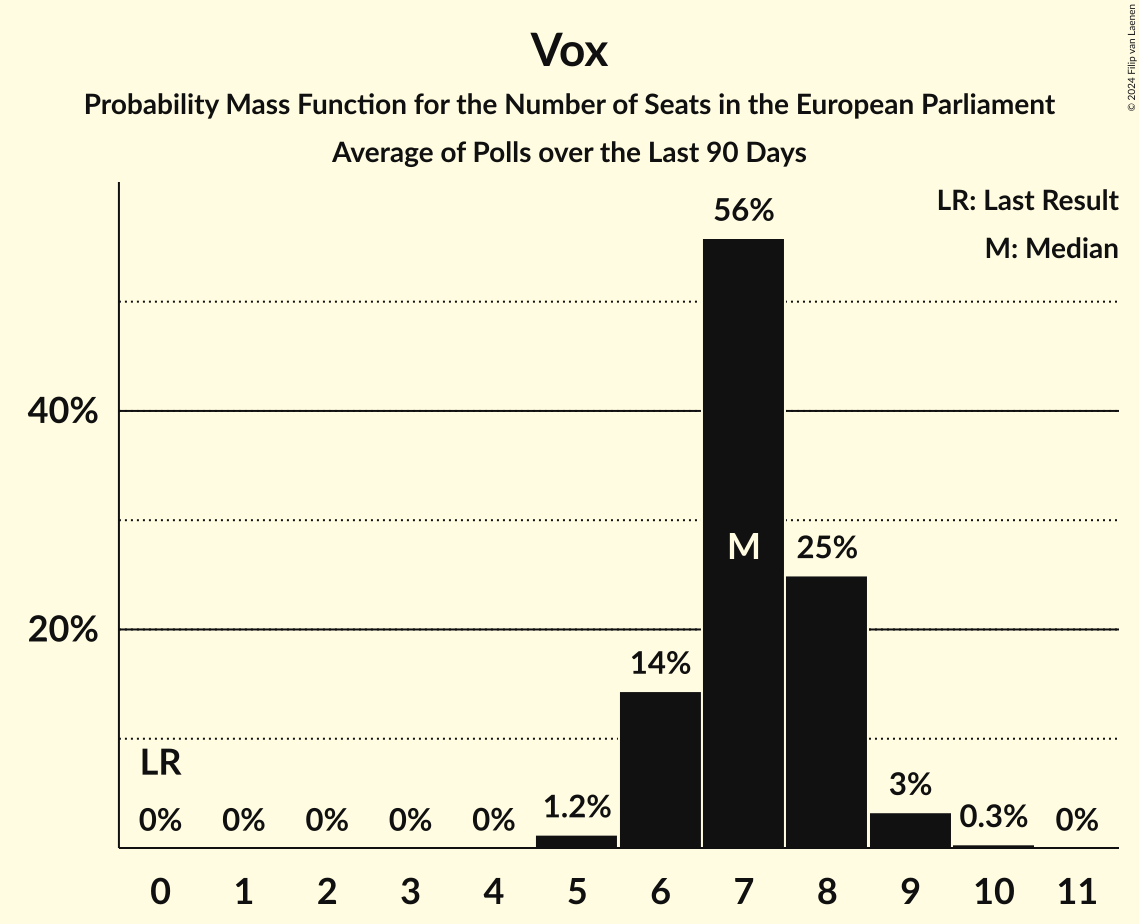 Vox
Probability Mass Function for the Number of Seats in the European Parliament
Average of Polls over the Last 90 Days
© 2024 Filip van Laenen
LR: Last Result
M: Median
56%
40%
M
25%
20%
14%
LR
3%
0% 0% 0% 0% 0% 1.2% 0.3% 0%
0 1 2 3 4 5 6 7 8 9 10 11